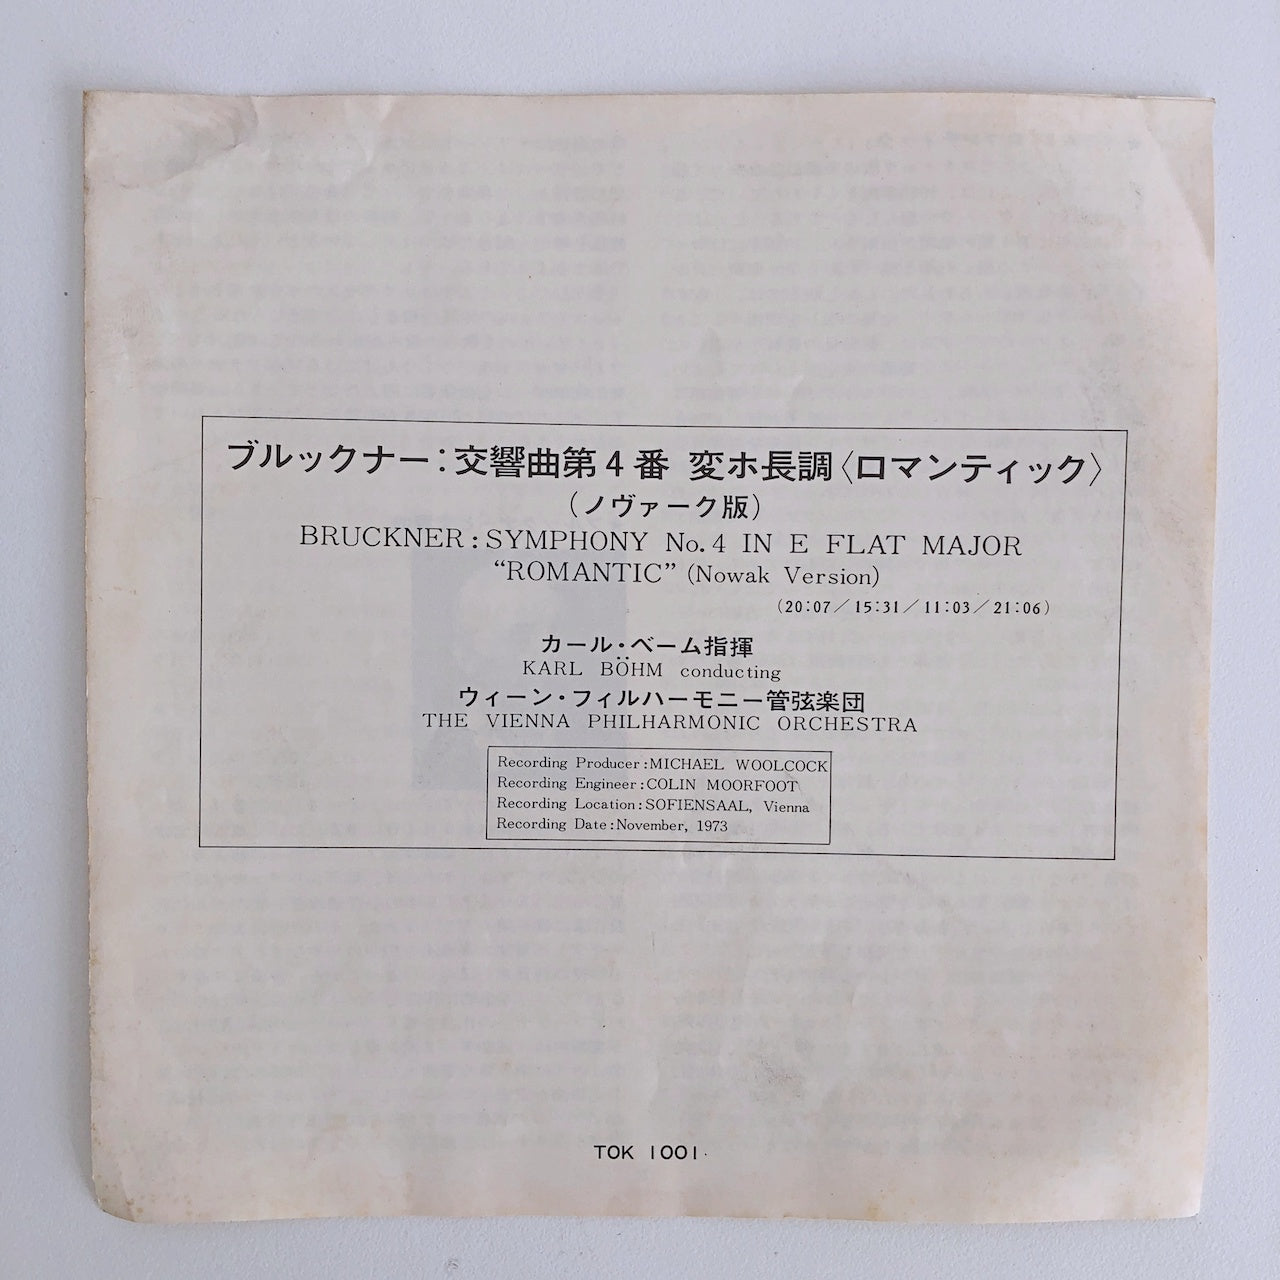 ブルックナー:交響曲第4番 変ホ長調〈ロマンティック〉
(ノヴァーク版)
BRUCKNER:SYMPHONY No.4 IN E FLAT MAJOR
“ROMANTIC” (Nowak Version)
(20:07／15:31／11:03／21:06)
カール・ベーム指揮
KARL BÖHM conducting
ウィーン・フィルハーモニー管弦楽団
THE VIENNA PHILHARMONIC ORCHESTRA
Recording Producer:MICHAEL WOOLCOCK
Recording Engineer:COLIN MOORFOOT
Recording Location:SOFIENSAAL, Vienna
Recording Date:November, 1973
TOK 1001